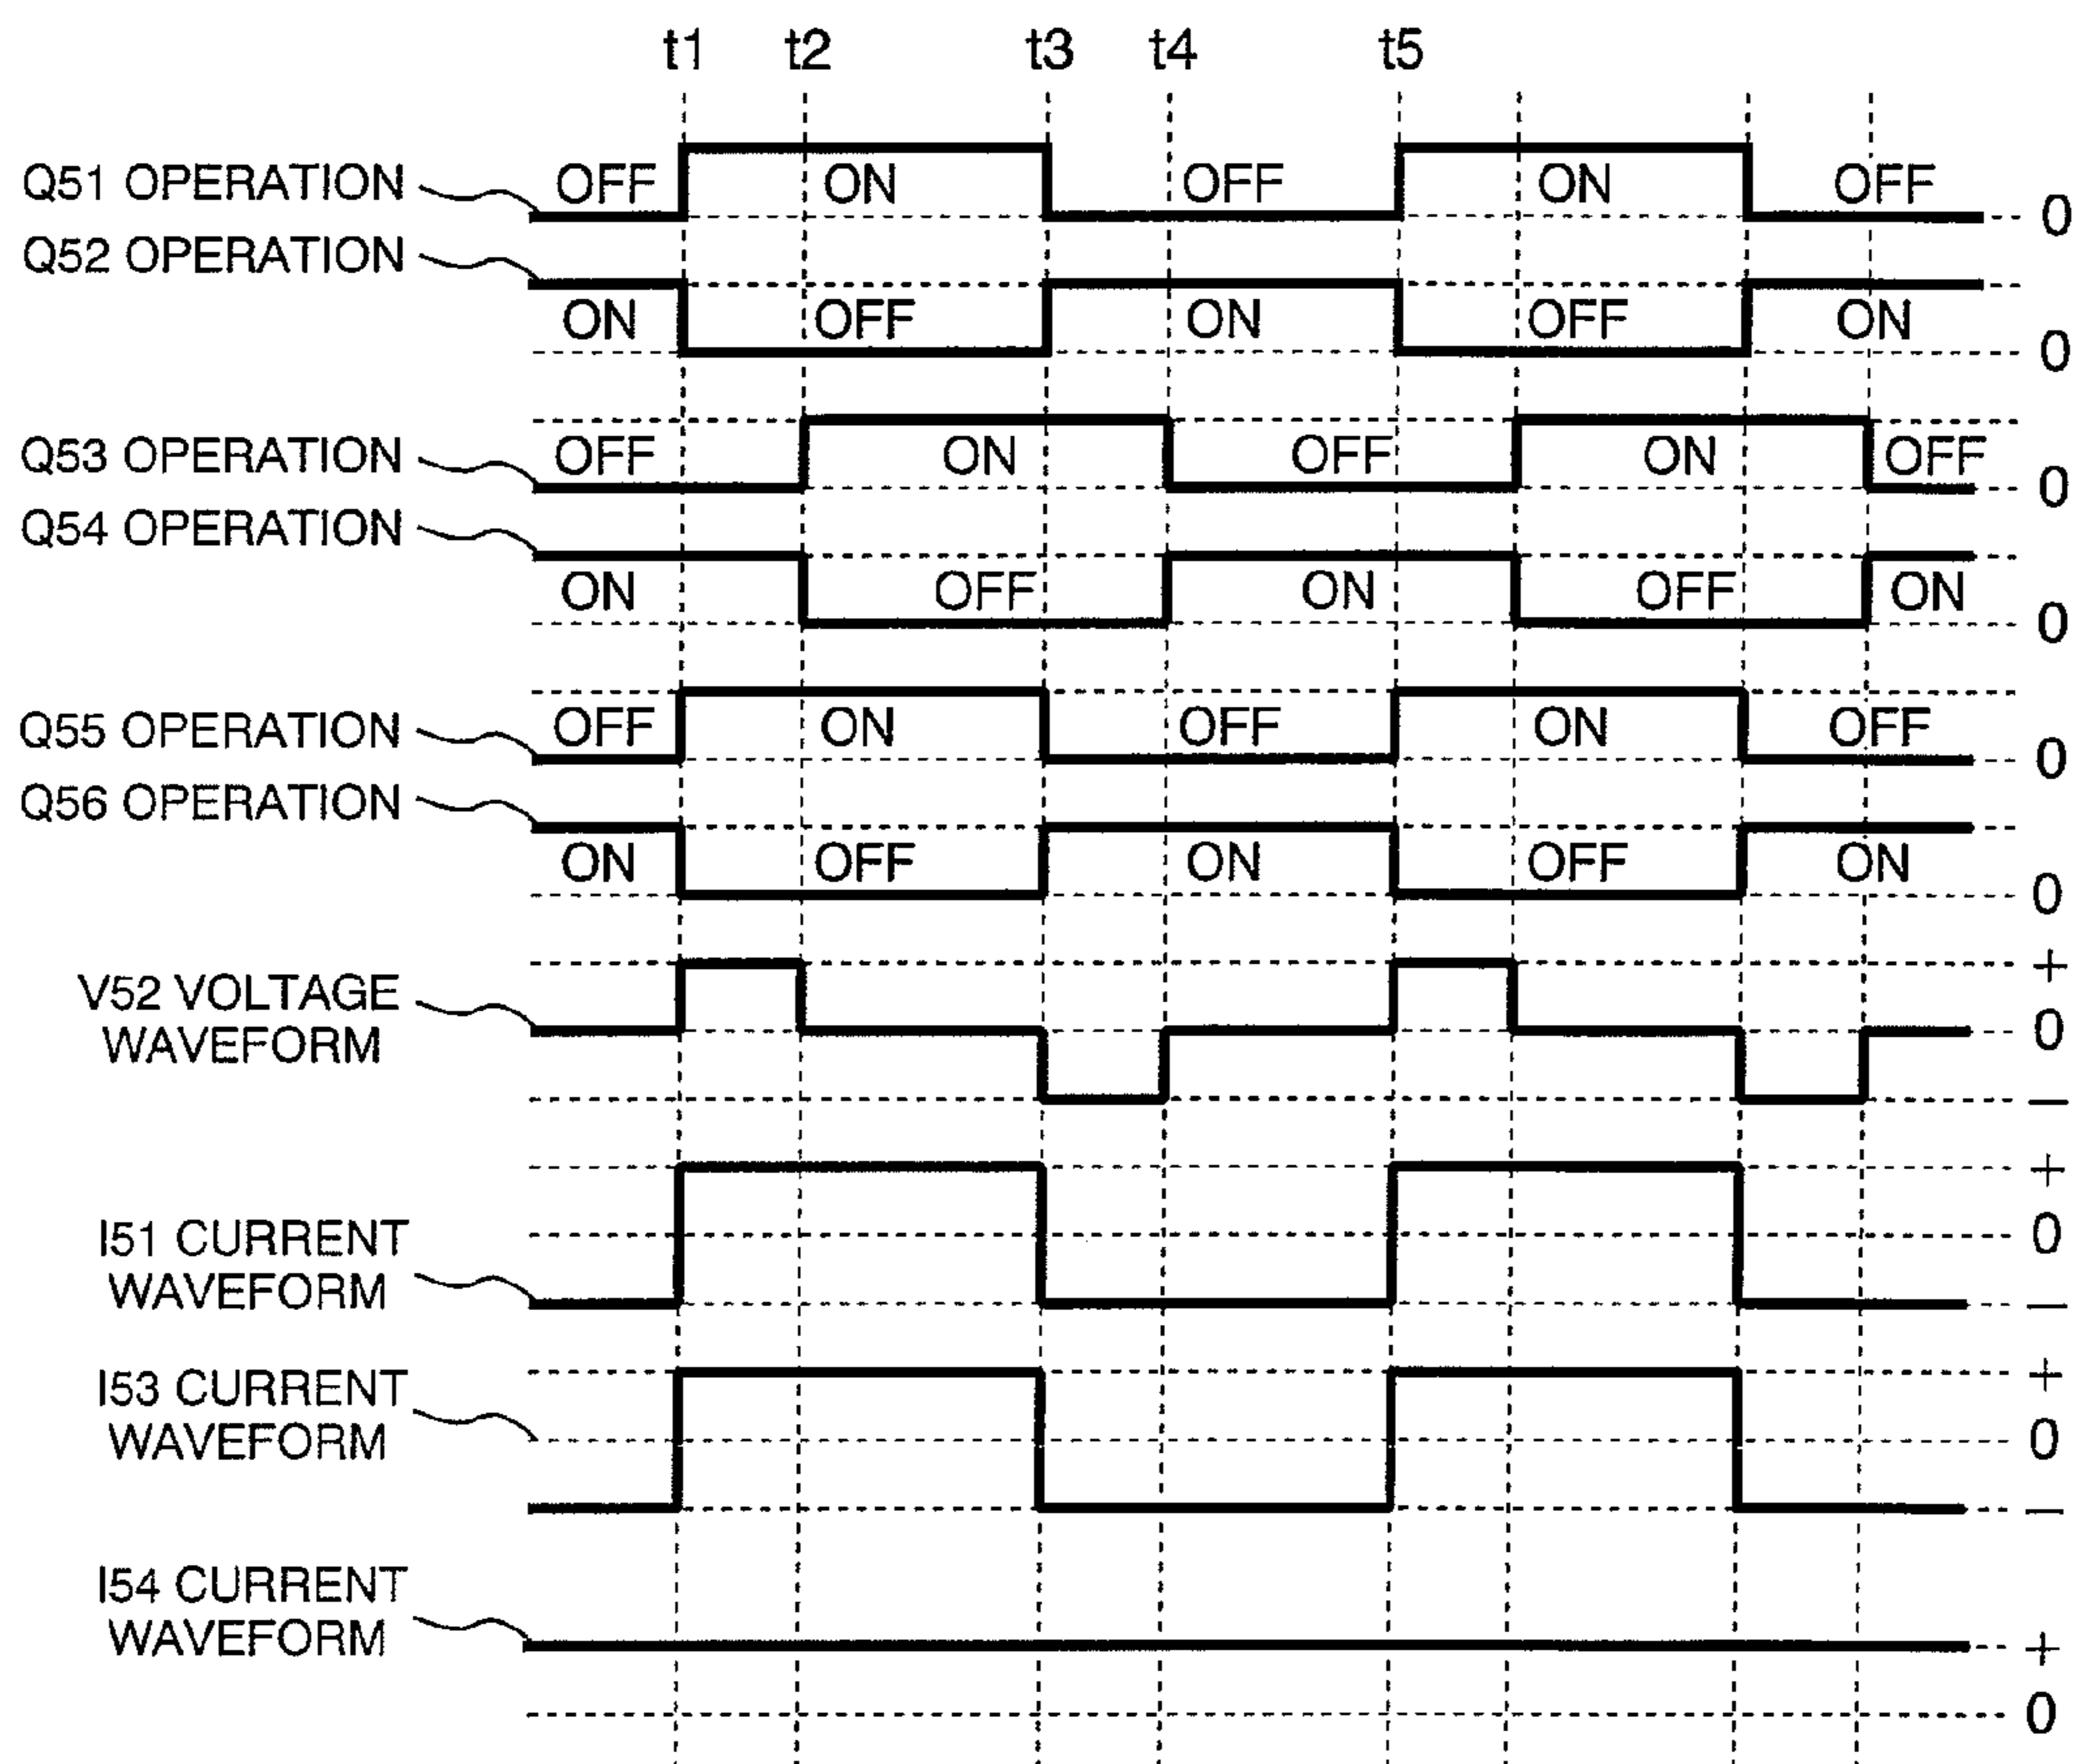 t1 t2 t3 t4 t5
Q51 OPERATION OFF ON OFF ON OFF 0
Q52 OPERATION ON OFF ON OFF ON 0
Q53 OPERATION OFF ON OFF ON OFF 0
Q54 OPERATION ON OFF ON OFF ON 0
Q55 OPERATION OFF ON OFF ON OFF 0
Q56 OPERATION ON OFF ON OFF ON 0
+
V52 VOLTAGE
WAVEFORM
0
—
+
0
I51 CURRENT
WAVEFORM
—
+
I53 CURRENT
WAVEFORM
0
—
I54 CURRENT
WAVEFORM
+
0